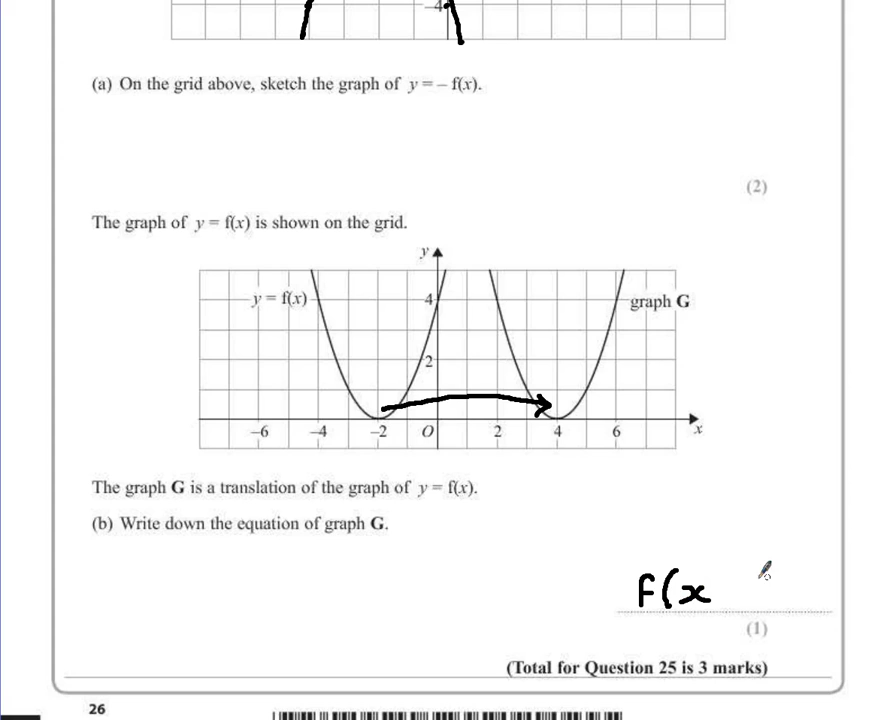 –4
(a) On the grid above, sketch the graph of y = – f(x).
(2)
The graph of y = f(x) is shown on the grid.
y
y = f(x)
4
graph G
2
–6 –4 –2 O 2 4 6 x
The graph G is a translation of the graph of y = f(x).
(b) Write down the equation of graph G.
f(x
(1)
(Total for Question 25 is 3 marks)
26